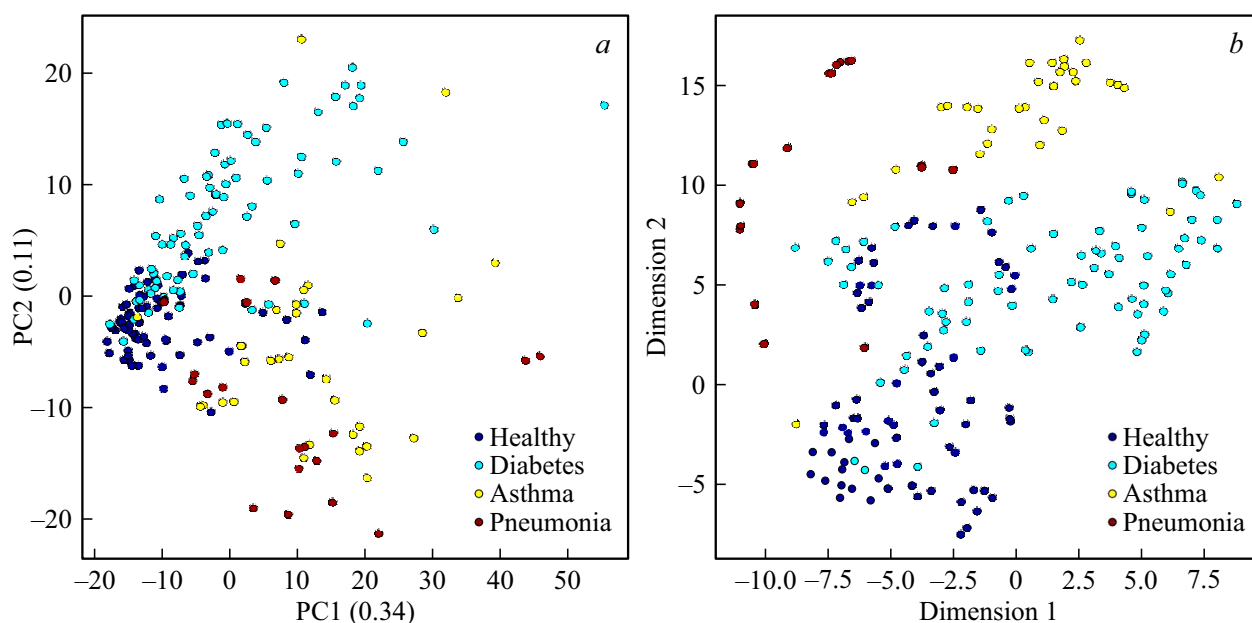 a
20
10
0
–10
–20
PC2 (0.11)
Healthy
Diabetes
Asthma
Pneumonia
–20
–10
0
10
20
30
40
50
PC1 (0.34)
b
15
10
5
0
–5
Dimension 2
Healthy
Diabetes
Asthma
Pneumonia
–10.0
–7.5
–5.0
–2.5
0
2.5
5.0
7.5
Dimension 1